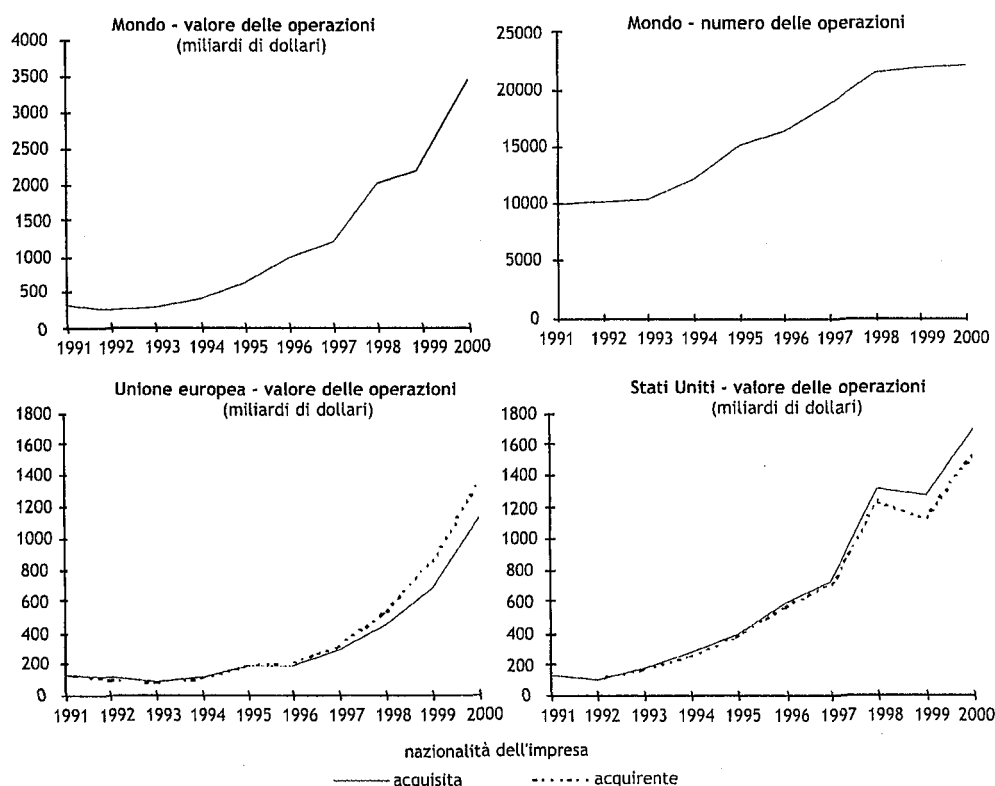 Mondo - valore delle operazioni
(miliardi di dollari)
4000
3500
3000
2500
2000
1500
1000
500
0
1991 1992 1993 1994 1995 1996 1997 1998 1999 2000
Mondo - numero delle operazioni
25000
20000
15000
10000
5000
0
1991 1992 1993 1994 1995 1996 1997 1998 1999 2000
Unione europea - valore delle operazioni
(miliardi di dollari)
1800
1600
1400
1200
1000
800
600
400
200
0
1991 1992 1993 1994 1995 1996 1997 1998 1999 2000
Stati Uniti - valore delle operazioni
(miliardi di dollari)
1800
1600
1400
1200
1000
800
600
400
200
0
1991 1992 1993 1994 1995 1996 1997 1998 1999 2000
nazionalità dell'impresa
acquisita acquirente